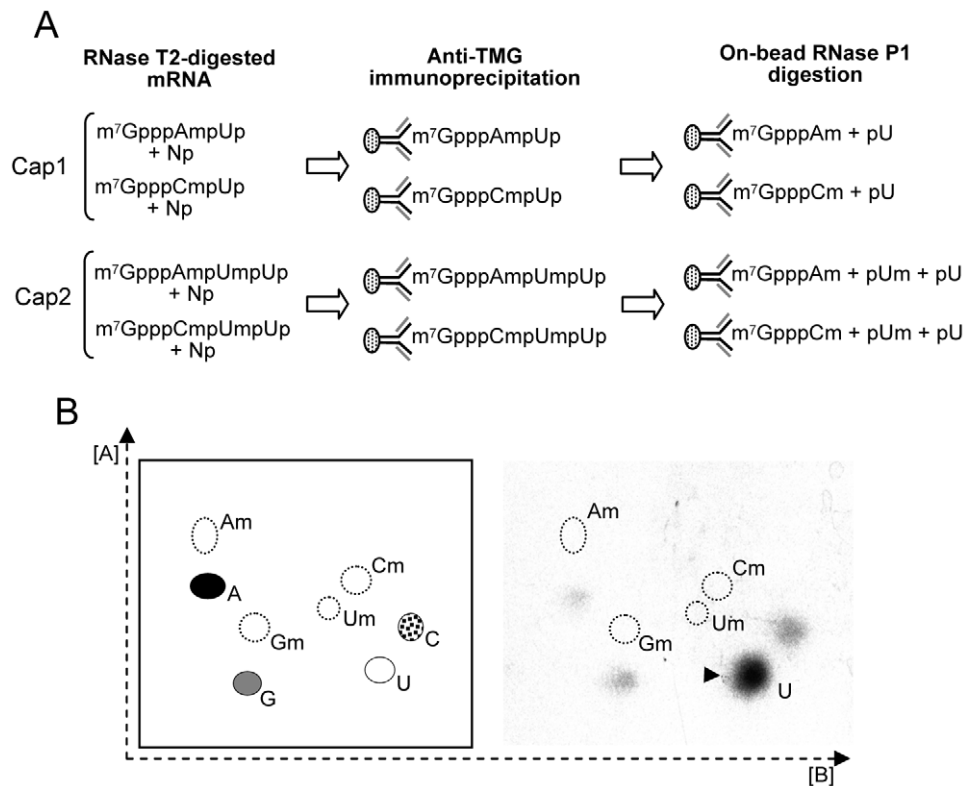 A
RNase T2-digested
mRNA
Anti-TMG
immunoprecipitation
On-bead RNase P1
digestion
Cap1
m⁷GpppAmpUp
+ Np
m⁷GpppCmpUp
+ Np
m⁷GpppAmpUp
m⁷GpppCmpUp
m⁷GpppAm + pU
m⁷GpppCm + pU
Cap2
m⁷GpppAmpUmpUp
+ Np
m⁷GpppCmpUmpUp
+ Np
m⁷GpppAmpUmpUp
m⁷GpppCmpUmpUp
m⁷GpppAm + pUm + pU
m⁷GpppCm + pUm + pU
B
[A]
Am
A
Gm
G
Cm
Um
C
U
Am
Cm
Um
Gm
U
[B]